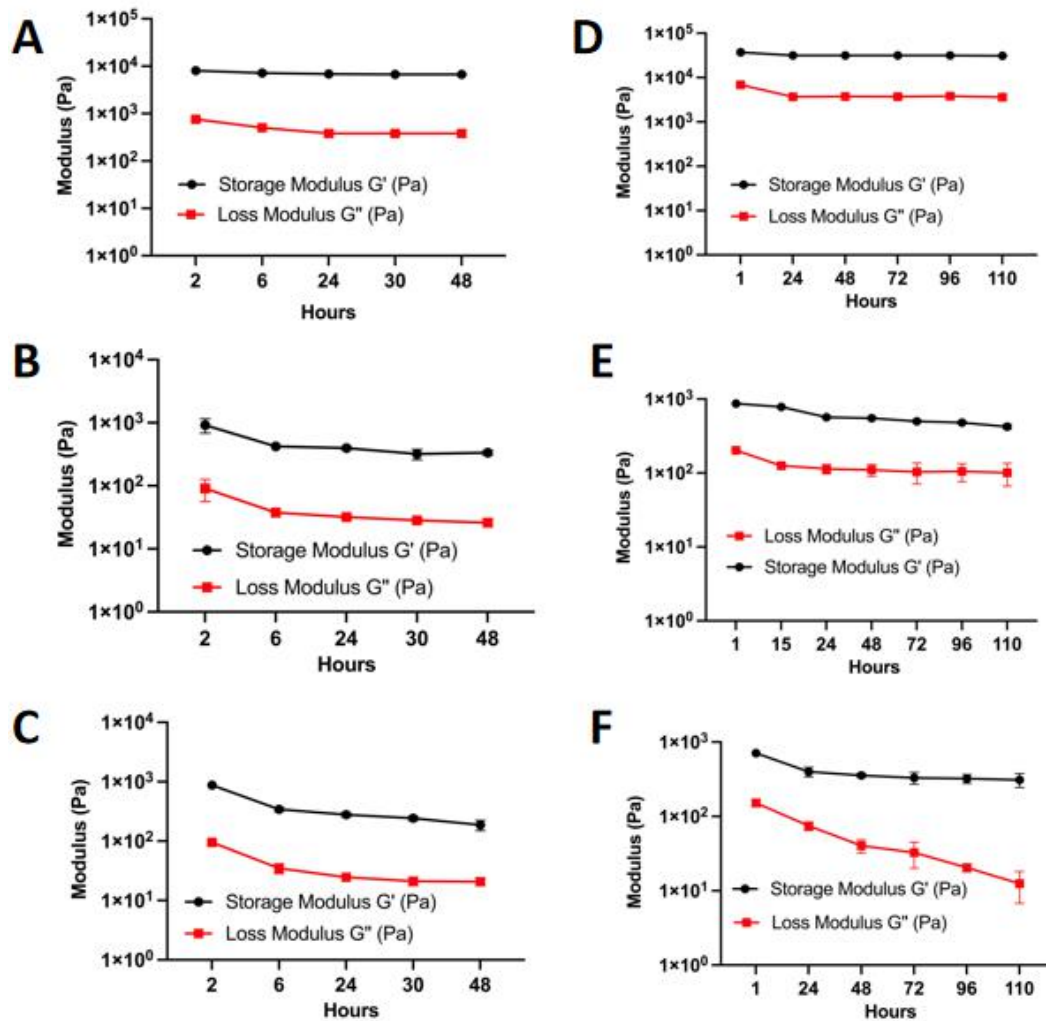 A
Modulus (Pa)
1×10⁵
1×10⁴
1×10³
1×10²
1×10¹
1×10⁰
Storage Modulus G' (Pa)
Loss Modulus G" (Pa)
2 6 24 30 48
Hours
B
Modulus (Pa)
1×10⁴
1×10³
1×10²
1×10¹
1×10⁰
Storage Modulus G' (Pa)
Loss Modulus G" (Pa)
2 6 24 30 48
Hours
C
Modulus (Pa)
1×10⁴
1×10³
1×10²
1×10¹
1×10⁰
Storage Modulus G' (Pa)
Loss Modulus G" (Pa)
2 6 24 30 48
Hours
D
Modulus (Pa)
1×10⁵
1×10⁴
1×10³
1×10²
1×10¹
1×10⁰
Storage Modulus G' (Pa)
Loss Modulus G" (Pa)
1 24 48 72 96 110
Hours
E
Modulus (Pa)
1×10³
1×10²
1×10¹
1×10⁰
Loss Modulus G" (Pa)
Storage Modulus G' (Pa)
1 15 24 48 72 96 110
Hours
F
Modulus (Pa)
1×10³
1×10²
1×10¹
1×10⁰
Storage Modulus G' (Pa)
Loss Modulus G" (Pa)
1 24 48 72 96 110
Hours